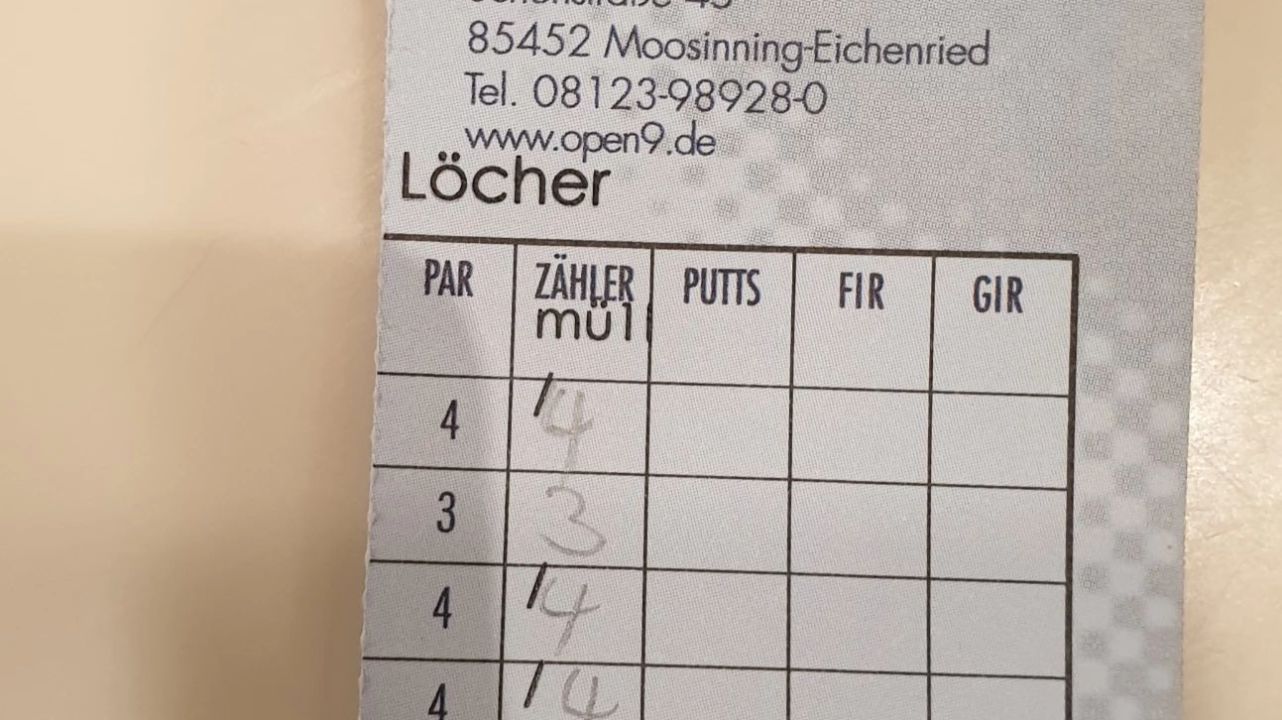 85452 Moosinning-Eichenried
Tel. 08123-98928-0
www.open9.de
Löcher
PAR ZÄHLER PUTTS FIR GIR
4 4
3 3
4 4
4 4